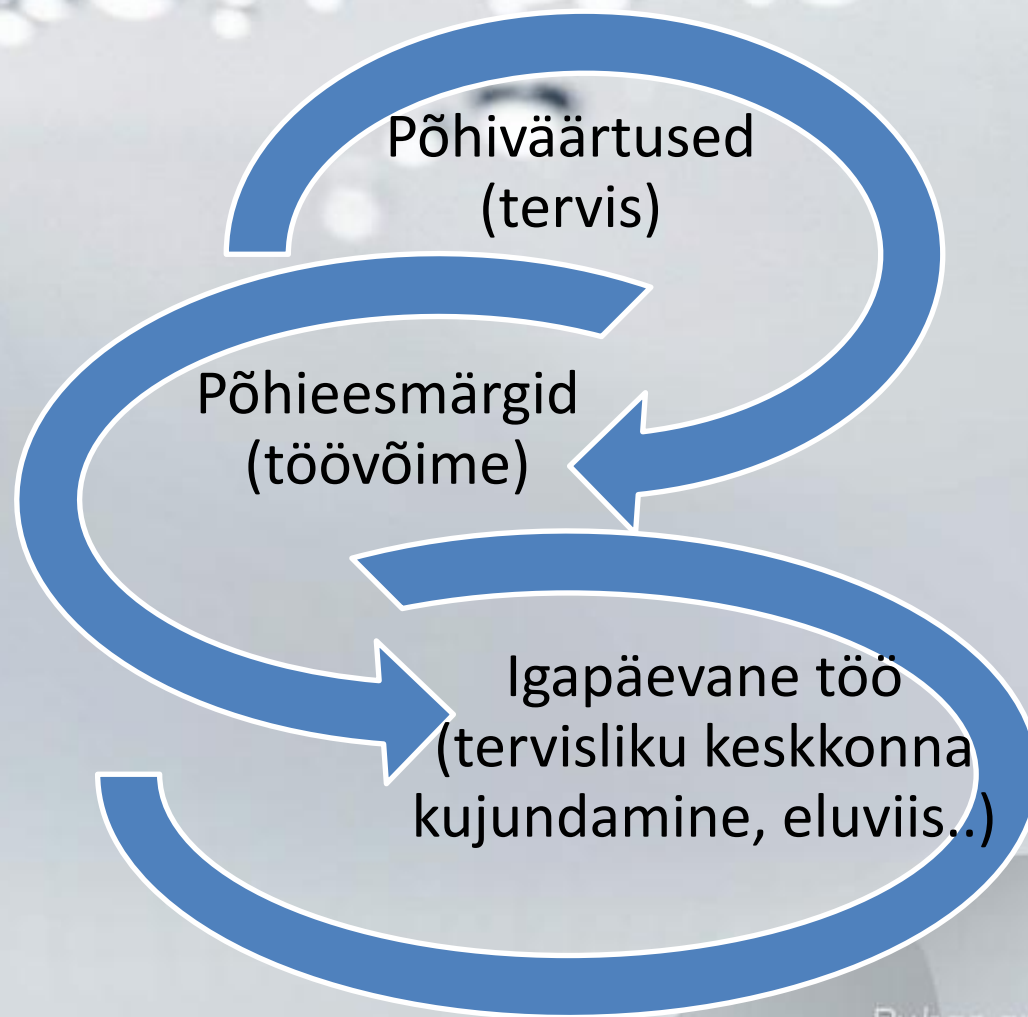 Põhiväärtused
(tervis)
Põhieesmärgid
(töövõime)
Igapäevane töö
(tervisliku keskkonna
kujundamine, eluviis..)